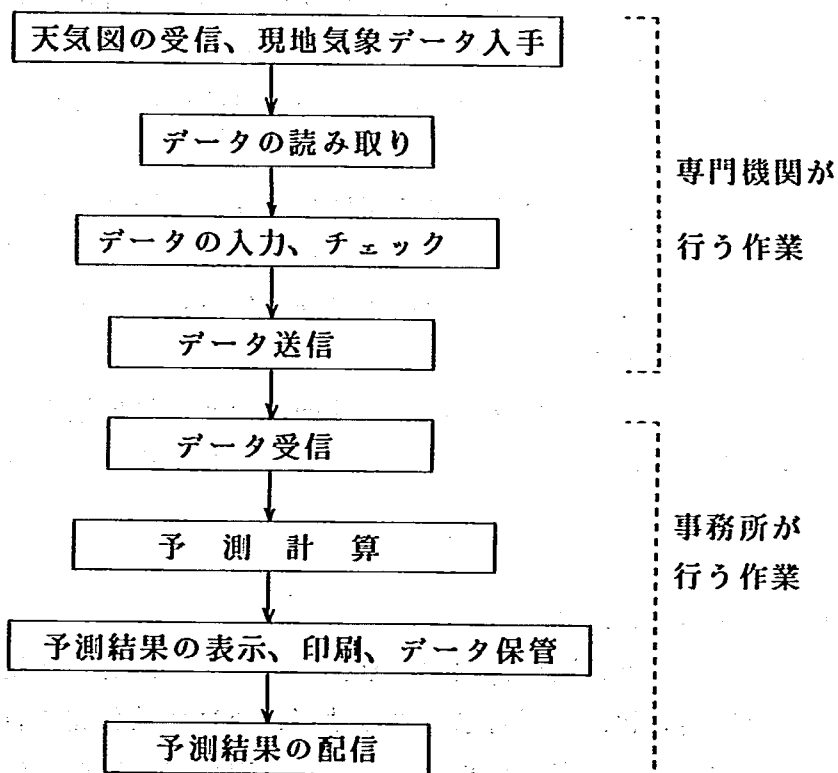 天気図の受信、現地気象データ入手
データの読み取り
データの入力、チェック
データ送信
専門機関が
行う作業
データ受信
予 測 計 算
予測結果の表示、印刷、データ保管
予測結果の配信
事務所が
行う作業